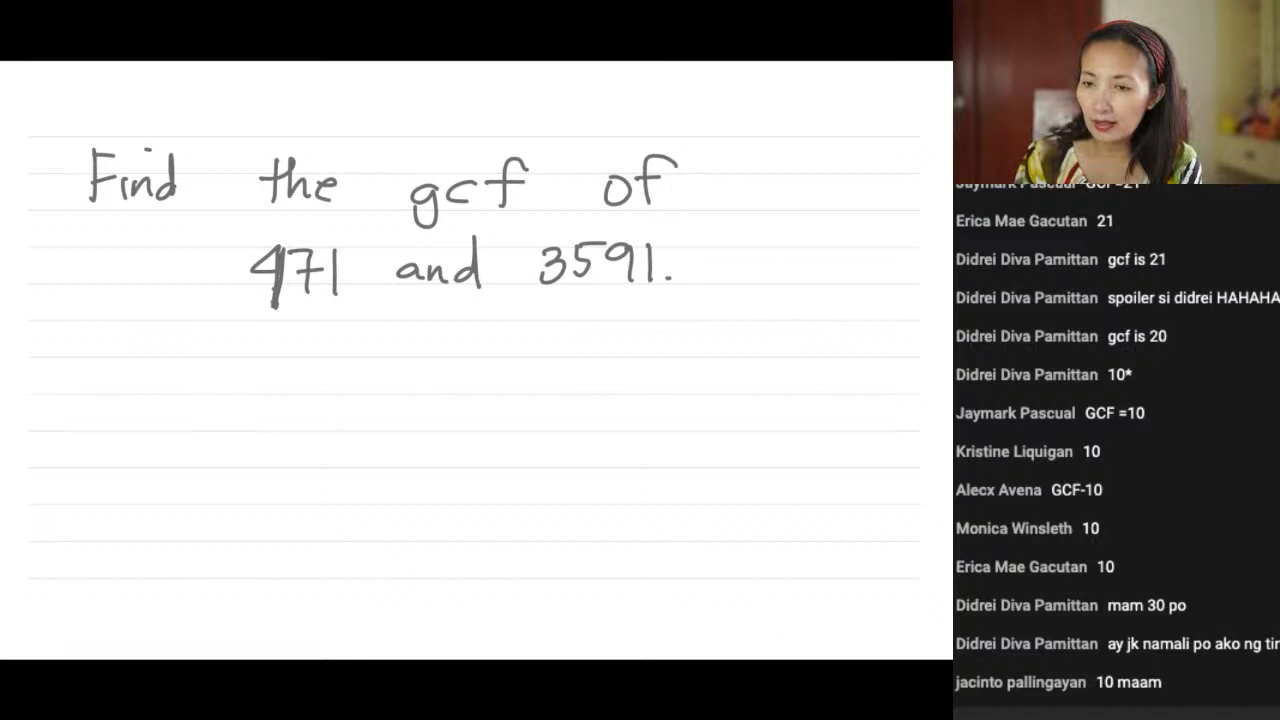 Find the gcf of
471 and 3591.
Erica Mae Gacutan 21
Didrei Diva Pamittan gcf is 21
Didrei Diva Pamittan spoiler si didrei HAHAHA
Didrei Diva Pamittan gcf is 20
Didrei Diva Pamittan 10*
Jaymark Pascual GCF =10
Kristine Liquigan 10
Alecx Avena GCF-10
Monica Winsleth 10
Erica Mae Gacutan 10
Didrei Diva Pamittan mam 30 po
Didrei Diva Pamittan ay jk namali po ako ng
jacinto pallingayan 10 maam